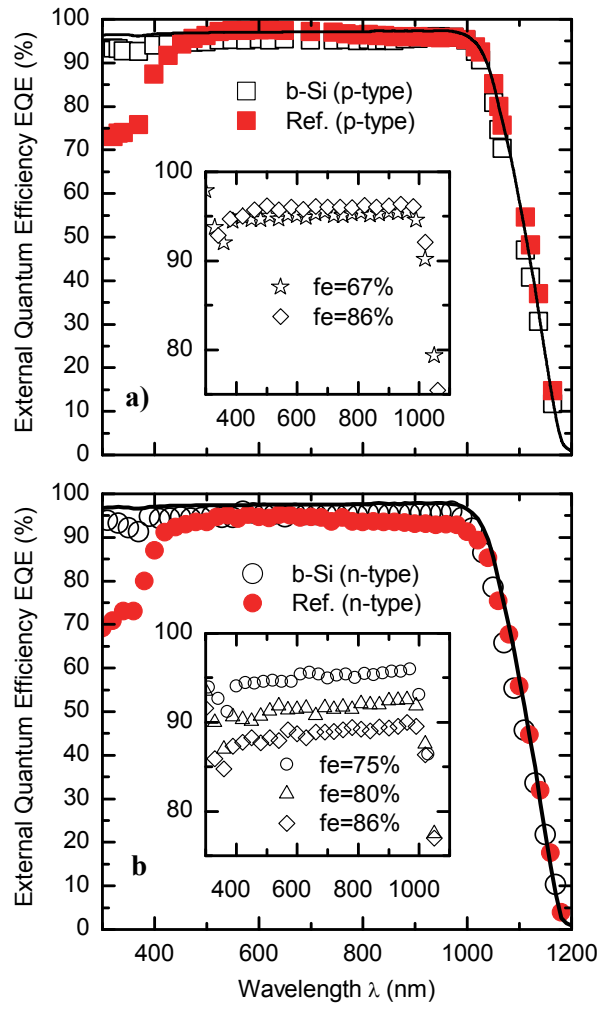 External Quantum Efficiency EQE (%)
100
90
80
70
60
50
40
30
20
10
0
b-Si (p-type)
Ref. (p-type)
100
90
80
400 600 800 1000
fe=67%
fe=86%
a)
External Quantum Efficiency EQE (%)
100
90
80
70
60
50
40
30
20
10
0
b-Si (n-type)
Ref. (n-type)
100
90
80
400 600 800 1000
fe=75%
fe=80%
fe=86%
b
400 600 800 1000 1200
Wavelength λ (nm)